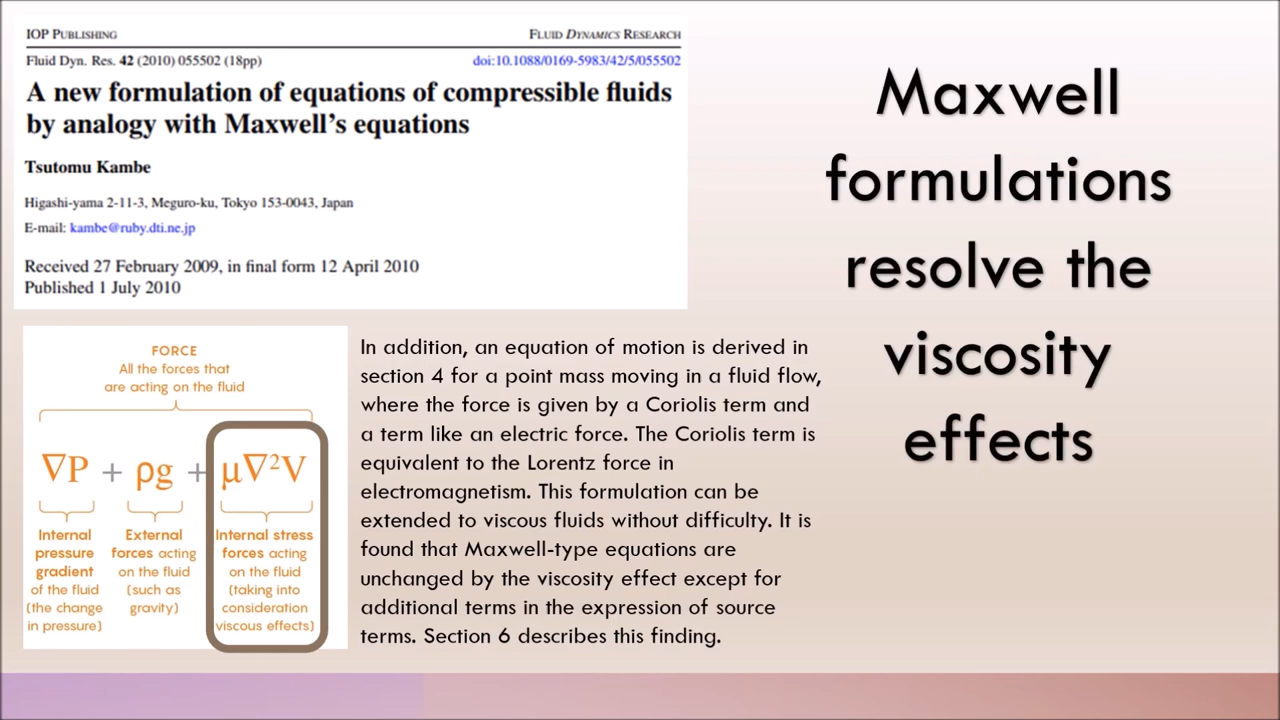 IOP PUBLISHING
FLUID DYNAMICS RESEARCH
Fluid Dyn. Res. 42 (2010) 055502 (18pp)
doi:10.1088/0169-5983/42/5/055502
A new formulation of equations of compressible fluids
by analogy with Maxwell's equations
Tsutomu Kambe
Higashi-yama 2-11-3, Meguro-ku, Tokyo 153-0043, Japan
E-mail: kambe@ruby.dti.ne.jp
Received 27 February 2009, in final form 12 April 2010
Published 1 July 2010
Maxwell
formulations
resolve the
viscosity
effects
FORCE
All the forces that
are acting on the fluid
∇P + ρg + μ∇²V
Internal
pressure
gradient
of the fluid
(the change
in pressure)
External
forces acting
on the fluid
(such as
gravity)
Internal stress
forces acting
on the fluid
(taking into
consideration
viscous effects)
In addition, an equation of motion is derived in
section 4 for a point mass moving in a fluid flow,
where the force is given by a Coriolis term and
a term like an electric force. The Coriolis term is
equivalent to the Lorentz force in
electromagnetism. This formulation can be
extended to viscous fluids without difficulty. It is
found that Maxwell-type equations are
unchanged by the viscosity effect except for
additional terms in the expression of source
terms. Section 6 describes this finding.